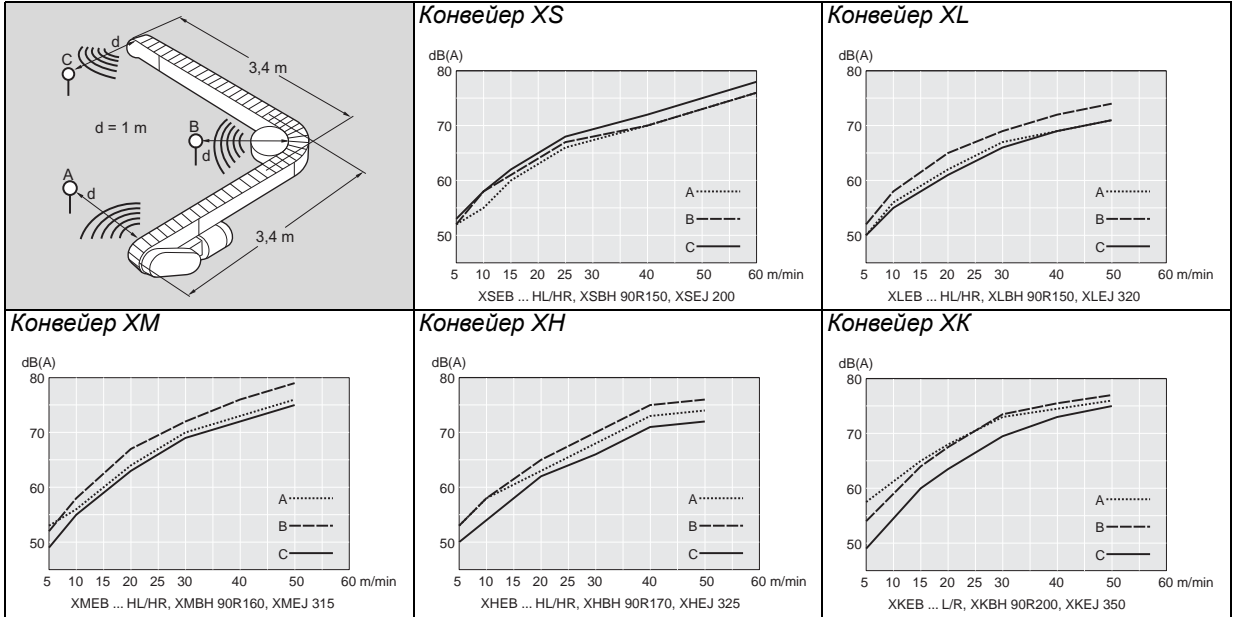 C
d
3,4 m
d = 1 m
B
d
A
d
3,4 m
Конвейер XS
dB(A)
80
70
60
50
A
B
C
5 10 15 20 25 30 40 50 60 m/min
XSEB ... HL/HR, XSBH 90R150, XSEJ 200
Конвейер XL
dB(A)
80
70
60
50
A
B
C
5 10 15 20 25 30 40 50 60 m/min
XLEB ... HL/HR, XLBH 90R150, XLEJ 320
Конвейер XM
dB(A)
80
70
60
50
A
B
C
5 10 15 20 25 30 40 50 60 m/min
XMEB ... HL/HR, XMBH 90R160, XMEJ 315
Конвейер XH
dB(A)
80
70
60
50
A
B
C
5 10 15 20 25 30 40 50 60 m/min
XHEB ... HL/HR, XHBH 90R170, XHEJ 325
Конвейер XК
dB(A)
80
70
60
50
A
B
C
5 10 15 20 25 30 40 50 60 m/min
XKEB ... L/R, XKBH 90R200, XKEJ 350